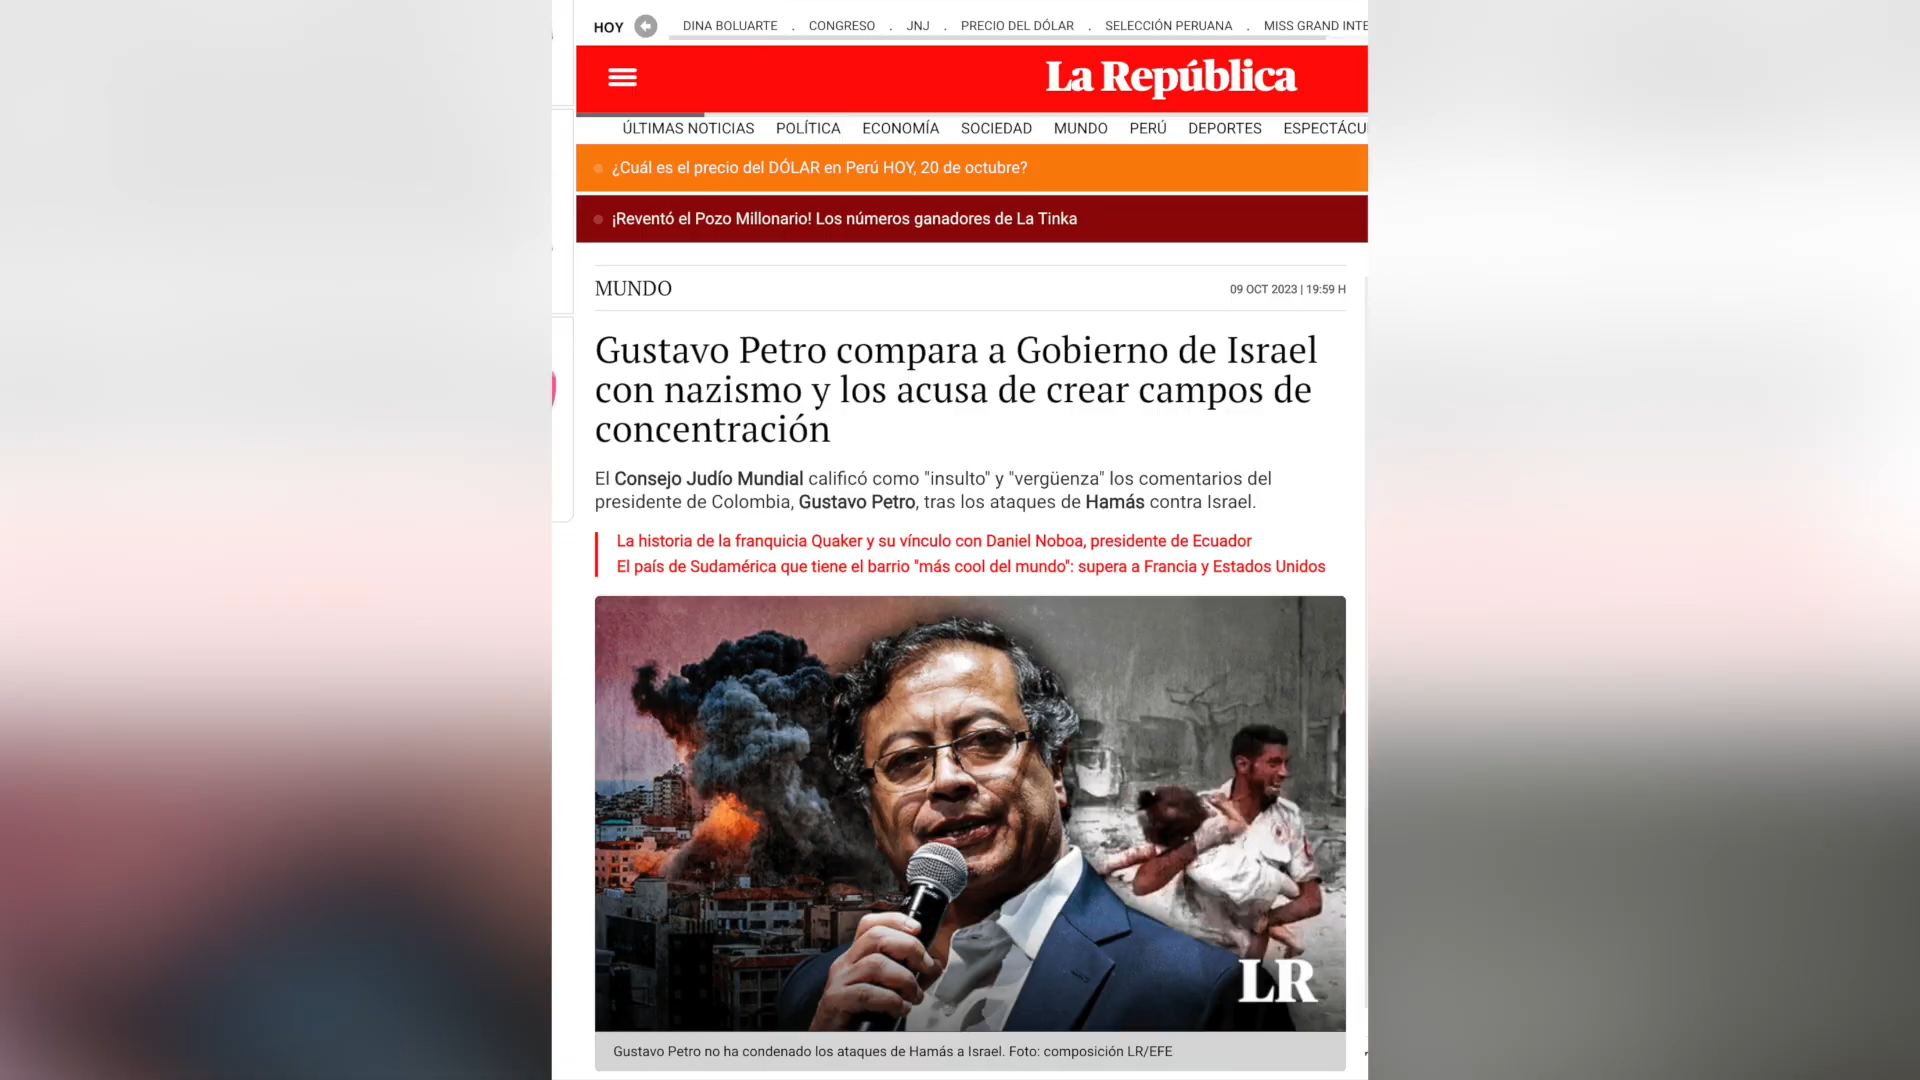 HOY DINA BOLUARTE . CONGRESO . JNJ . PRECIO DEL DÓLAR . SELECCIÓN PERUANA . MISS GRAND INTE
La República
ÚLTIMAS NOTICIAS POLÍTICA ECONOMÍA SOCIEDAD MUNDO PERÚ DEPORTES ESPECTÁCU
¿Cuál es el precio del DÓLAR en Perú HOY, 20 de octubre?
¡Reventó el Pozo Millonario! Los números ganadores de La Tinka
MUNDO 09 OCT 2023 | 19:59 H
Gustavo Petro compara a Gobierno de Israel
con nazismo y los acusa de crear campos de
concentración
El Consejo Judío Mundial calificó como "insulto" y "vergüenza" los comentarios del
presidente de Colombia, Gustavo Petro, tras los ataques de Hamás contra Israel.
La historia de la franquicia Quaker y su vínculo con Daniel Noboa, presidente de Ecuador
El país de Sudamérica que tiene el barrio "más cool del mundo": supera a Francia y Estados Unidos
LR
Gustavo Petro no ha condenado los ataques de Hamás a Israel. Foto: composición LR/EFE